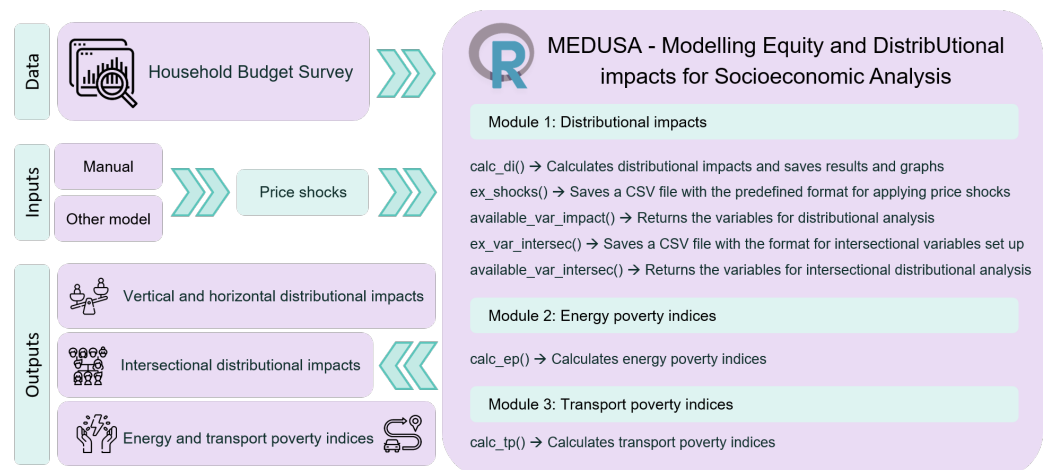 Data
Household Budget Survey
Inputs
Manual
Other model
Price shocks
Outputs
Vertical and horizontal distributional impacts
Intersectional distributional impacts
Energy and transport poverty indices
R
MEDUSA - Modelling Equity and DistribUtional
impacts for Socioeconomic Analysis
Module 1: Distributional impacts
calc_di() → Calculates distributional impacts and saves results and graphs
ex_shocks() → Saves a CSV file with the predefined format for applying price shocks
available_var_impact() → Returns the variables for distributional analysis
ex_var_intersec() → Saves a CSV file with the format for intersectional variables set up
available_var_intersec() → Returns the variables for intersectional distributional analysis
Module 2: Energy poverty indices
calc_ep() → Calculates energy poverty indices
Module 3: Transport poverty indices
calc_tp() → Calculates transport poverty indices